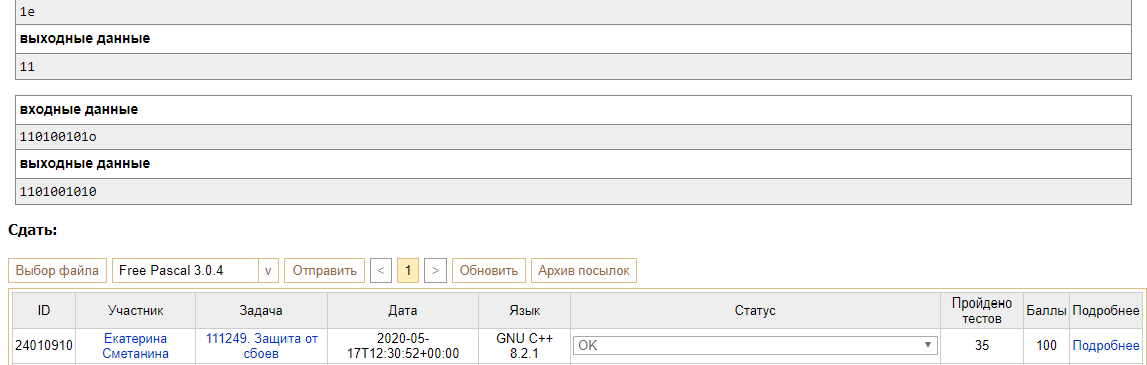 1e
выходные данные
11
входные данные
110100101o
выходные данные
1101001010
Сдать:
Выбор файла Free Pascal 3.0.4 v Отправить < 1 > Обновить Архив посылок
ID Участник Задача Дата Язык Статус Пройдено тестов Баллы Подробнее
24010910 Екатерина Сметанина 111249. Защита от сбоев 2020-05-17T12:30:52+00:00 GNU C++ 8.2.1 OK 35 100 Подробнее